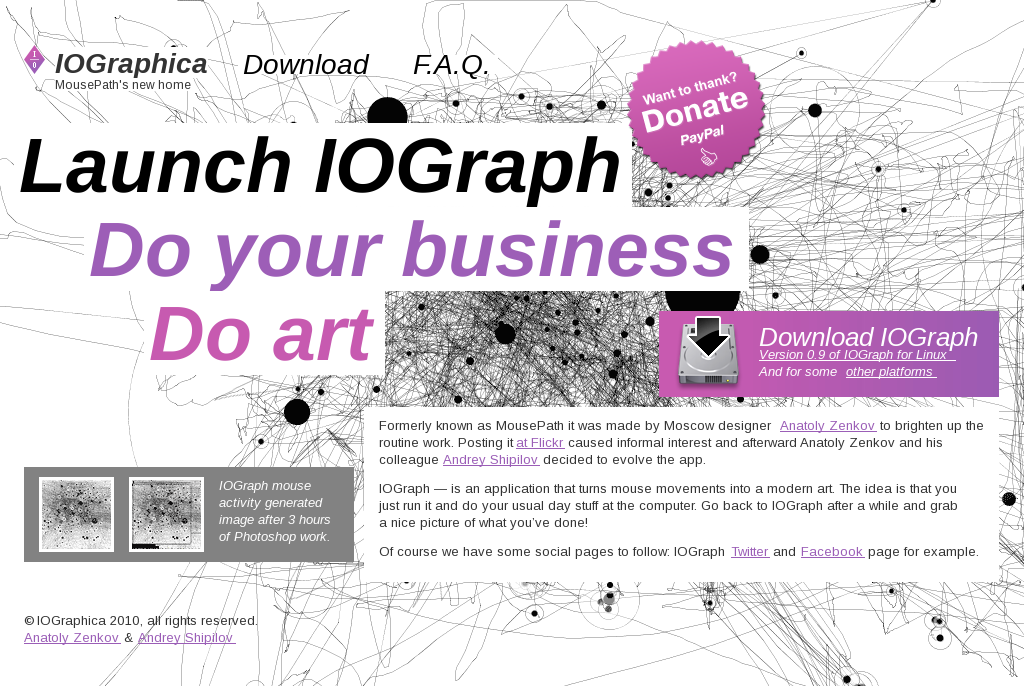 I
O
IOGraphica
MousePath's new home
Download
F.A.Q.
Want to thank?
Donate
PayPal
Launch IOGraph
Do your business
Do art
Download IOGraph
Version 0.9 of IOGraph for Linux
And for some other platforms
Formerly known as MousePath it was made by Moscow designer Anatoly Zenkov to brighten up the
routine work. Posting it at Flickr caused informal interest and afterward Anatoly Zenkov and his
colleague Andrey Shipilov decided to evolve the app.
IOGraph — is an application that turns mouse movements into a modern art. The idea is that you
just run it and do your usual day stuff at the computer. Go back to IOGraph after a while and grab
a nice picture of what you've done!
Of course we have some social pages to follow: IOGraph Twitter and Facebook page for example.
IOGraph mouse
activity generated
image after 3 hours
of Photoshop work.
© IOGraphica 2010, all rights reserved.
Anatoly Zenkov & Andrey Shipilov